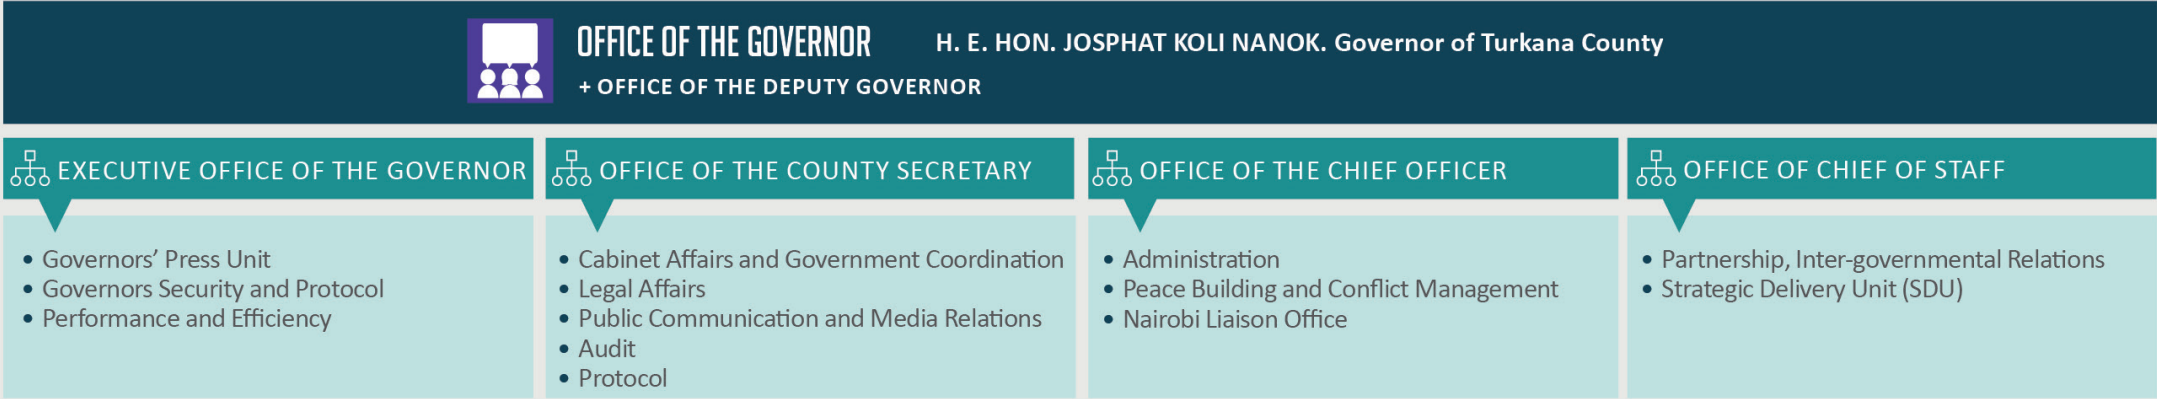 OFFICE OF THE GOVERNOR H. E. HON. JOSPHAT KOLI NANOK. Governor of Turkana County
+ OFFICE OF THE DEPUTY GOVERNOR
EXECUTIVE OFFICE OF THE GOVERNOR
• Governors’ Press Unit
• Governors Security and Protocol
• Performance and Efficiency
OFFICE OF THE COUNTY SECRETARY
• Cabinet Affairs and Government Coordination
• Legal Affairs
• Public Communication and Media Relations
• Audit
• Protocol
OFFICE OF THE CHIEF OFFICER
• Administration
• Peace Building and Conflict Management
• Nairobi Liaison Office
OFFICE OF CHIEF OF STAFF
• Partnership, Inter-governmental Relations
• Strategic Delivery Unit (SDU)